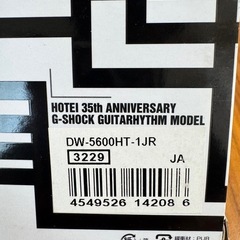 HOTEI 35th ANNIVERSARY
G-SHOCK GUITARHYTHM MODEL
DW-5600HT-1JR
3229 JA
4549526 14208 6